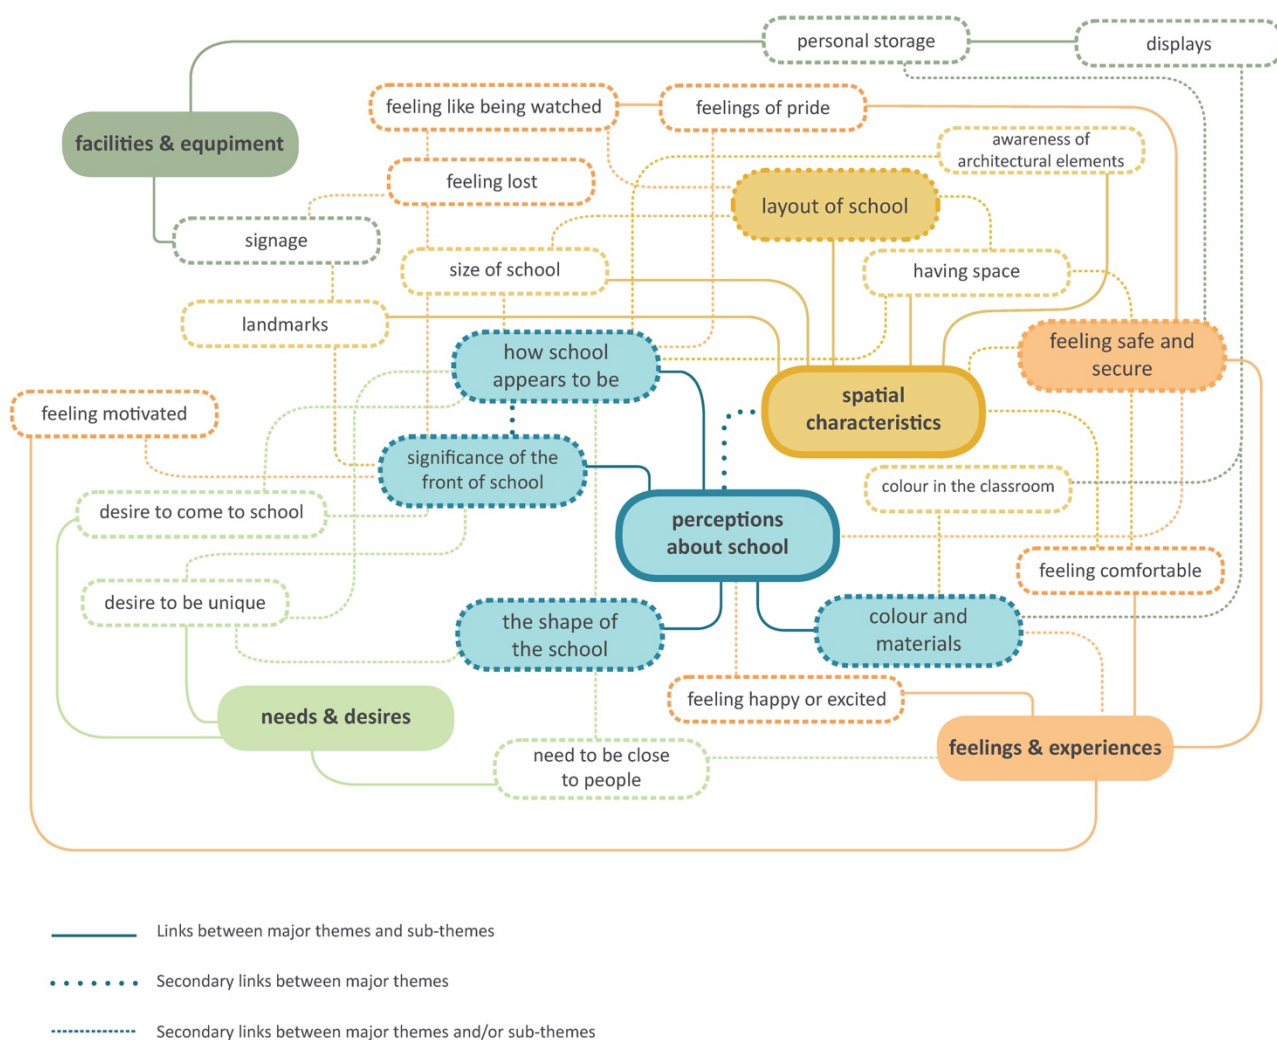 personal storage
displays
feeling like being watched
feelings of pride
facilities & equpiment
awareness of
architectural elements
feeling lost
layout of school
signage
size of school
having space
landmarks
how school
appears to be
feeling safe and
secure
spatial
characteristics
feeling motivated
significance of the
front of school
colour in the classroom
desire to come to school
perceptions
about school
feeling comfortable
desire to be unique
the shape of
the school
colour and
materials
feeling happy or excited
needs & desires
feelings & experiences
need to be close
to people
Links between major themes and sub-themes
Secondary links between major themes
Secondary links between major themes and/or sub-themes